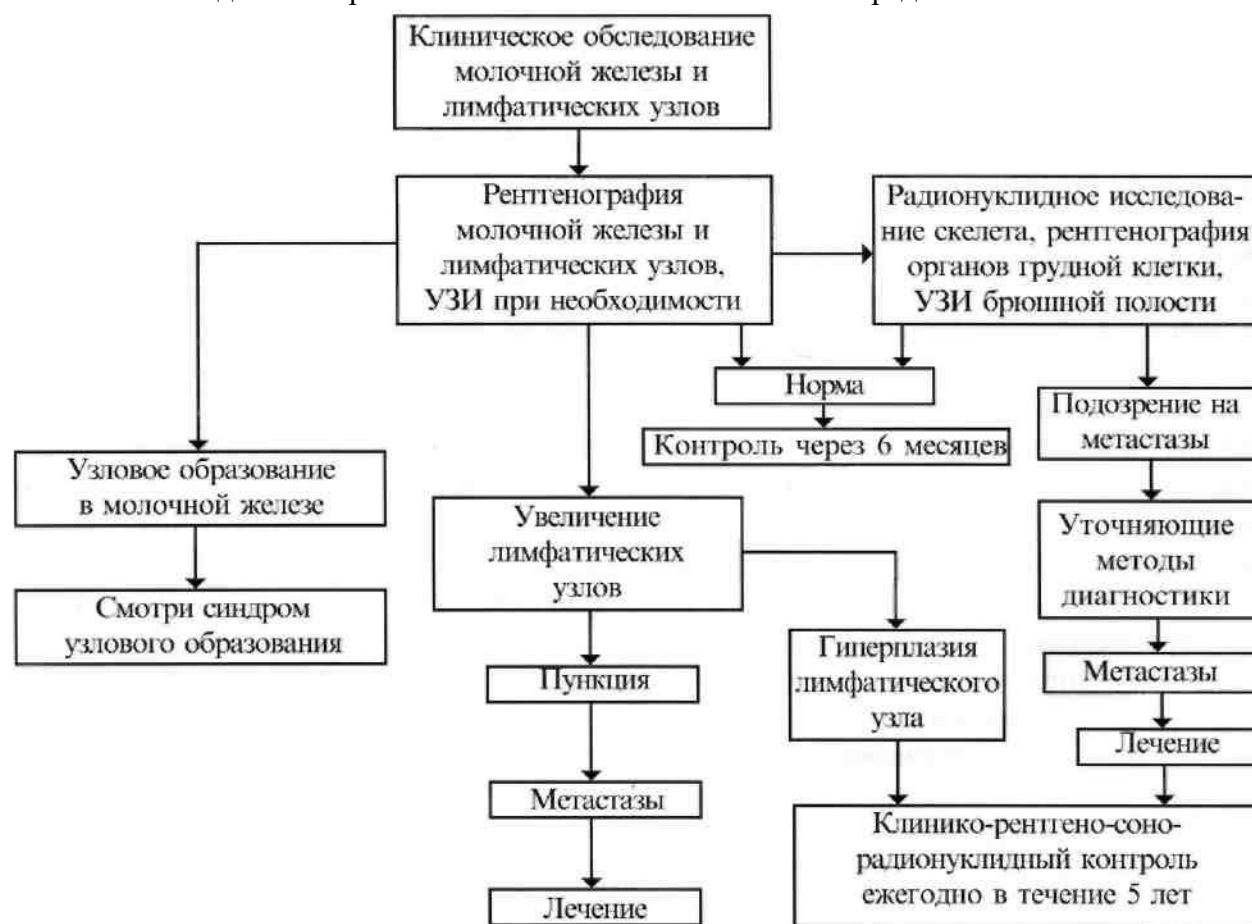 Клиническое обследование
молочной железы и
лимфатических узлов
Рентгенография
молочной железы и
лимфатических узлов,
УЗИ при необходимости
Радионуклидное исследова-
ние скелета, рентгенография
органов грудной клетки,
УЗИ брюшной полости
Норма
Контроль через 6 месяцев
Подозрение на
метастазы
Узловое образование
в молочной железе
Увеличение
лимфатических
узлов
Уточняющие
методы
диагностики
Смотри синдром
узлового образования
Гиперплазия
лимфатического
узла
Пункция
Метастазы
Лечение
Метастазы
Клинико-рентгено-соно-
радионуклидный контроль
ежегодно в течение 5 лет
Лечение